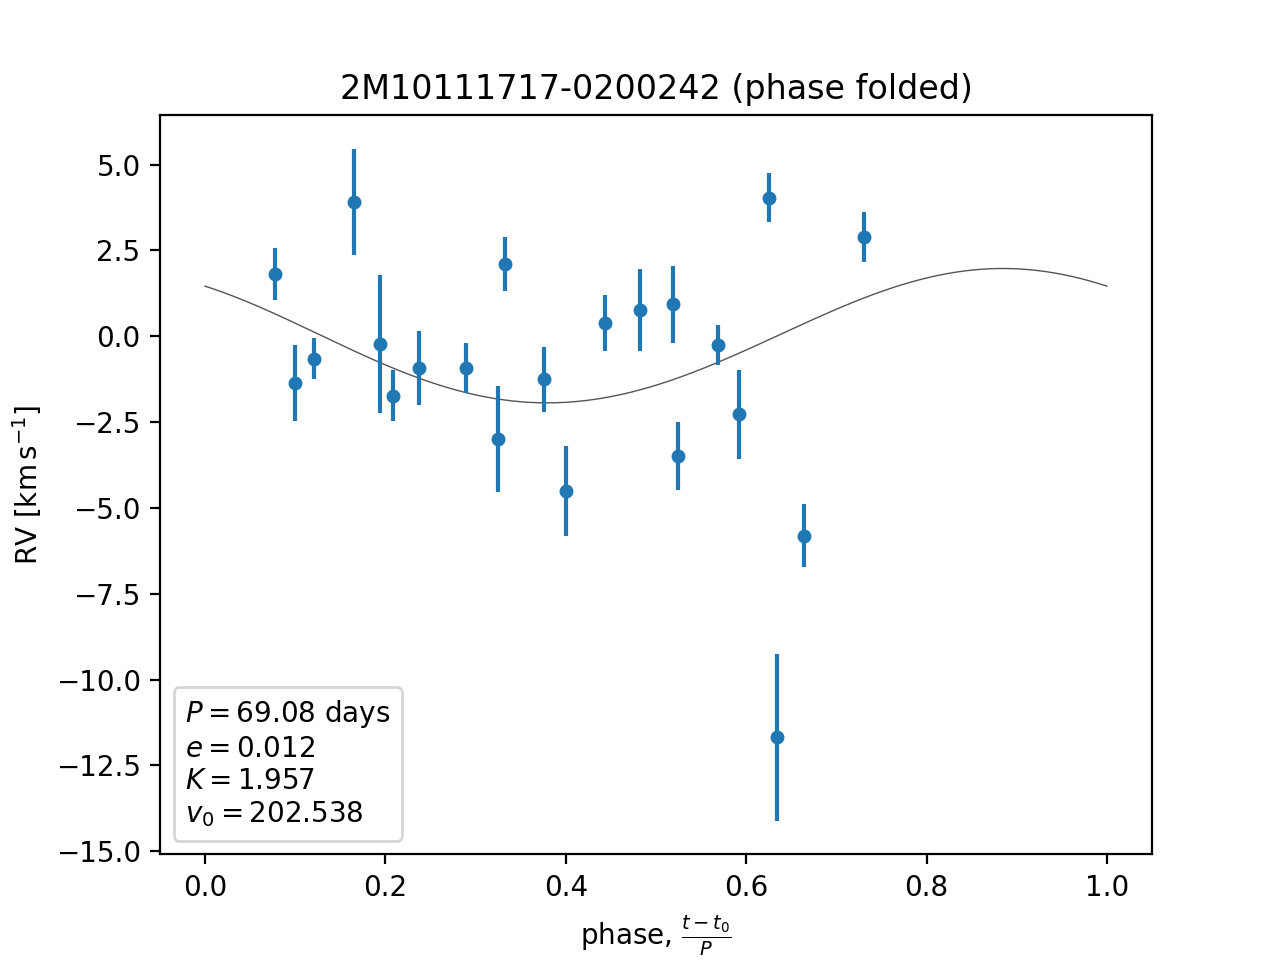 2M10111717-0200242 (phase folded)
RV [km s⁻¹]
5.0
2.5
0.0
−2.5
−5.0
−7.5
−10.0
−12.5
−15.0
P = 69.08 days
e = 0.012
K = 1.957
v₀ = 202.538
0.0 0.2 0.4 0.6 0.8 1.0
phase, (t − t₀)/P